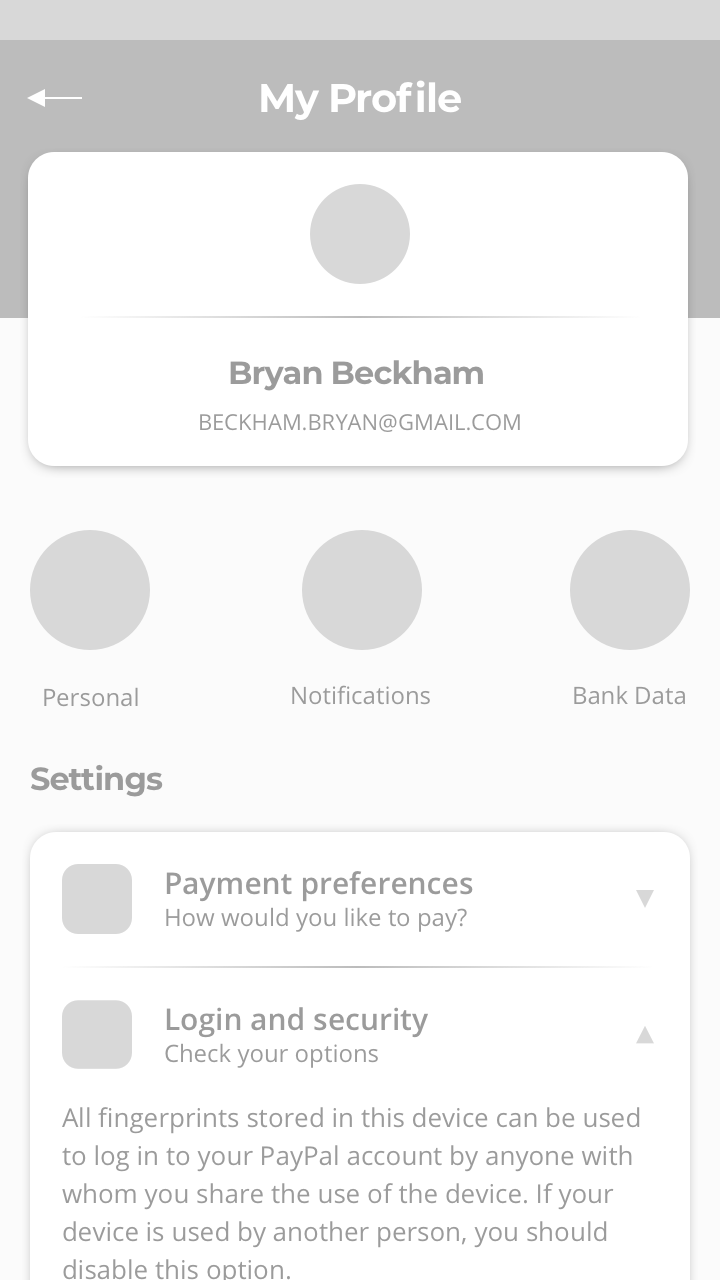 My Profile
Bryan Beckham
BECKHAM.BRYAN@GMAIL.COM
Personal
Notifications
Bank Data
Settings
Payment preferences
How would you like to pay?
Login and security
Check your options
All fingerprints stored in this device can be used
to log in to your PayPal account by anyone with
whom you share the use of the device. If your
device is used by another person, you should
disable this option.